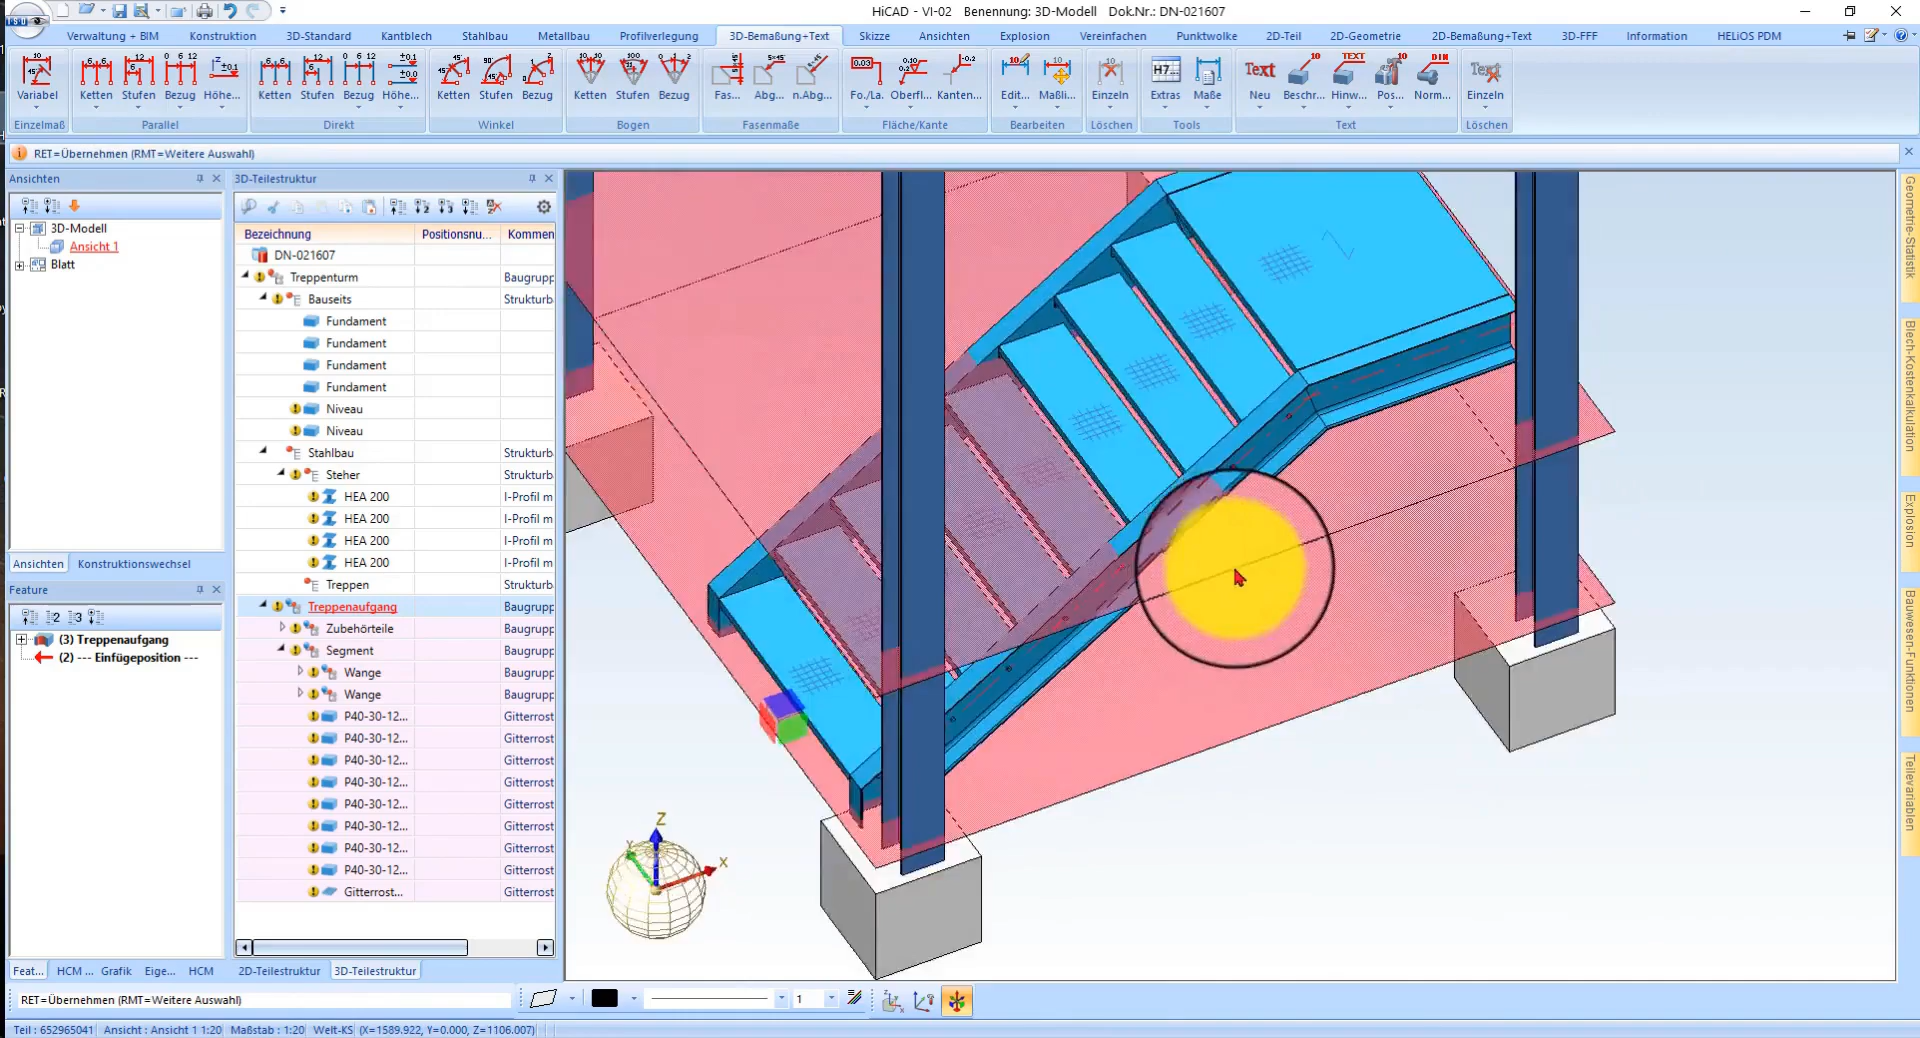 HiCAD - VI-02 Benennung: 3D-Modell Dok.Nr.: DN-021607
ISD
Verwaltung + BIM Konstruktion 3D-Standard Kantblech Stahlbau Metallbau Profilverlegung 3D-Bemaßung+Text Skizze Ansichten Explosion Vereinfachen Punktwolke 2D-Teil 2D-Geometrie 2D-Bemaßung+Text 3D-FFF Information HELiOS PDM
Variabel Ketten Stufen Bezug Höhe... Ketten Stufen Bezug Höhe... Ketten Stufen Bezug Ketten Stufen Bezug Fas... Abg... n.Abg... Fo./La. Oberfl... Kanten... Edit... Maßli... Einzeln Extras Maße Neu Beschr... Hinw... Pos... Norm... Einzeln
Einzelmaß Parallel Direkt Winkel Bogen Fasenmaße Fläche/Kante Bearbeiten Löschen Tools Text Löschen
RET=Übernehmen (RMT=Weitere Auswahl)
Ansichten
3D-Modell
Ansicht 1
Blatt
Ansichten Konstruktionswechsel
Feature
(3) Treppenaufgang
(2) --- Einfügeposition ---
Feat... HCM ... Grafik Eige... HCM
3D-Teilestruktur
Bezeichnung Positionsnu... Kommen
DN-021607
Treppenturm Baugrupp
Bauseits Strukturb
Fundament
Fundament
Fundament
Fundament
Niveau
Niveau
Stahlbau Strukturb
Steher Strukturb
HEA 200 I-Profil m
HEA 200 I-Profil m
HEA 200 I-Profil m
HEA 200 I-Profil m
Treppen Strukturb
Treppenaufgang Baugrupp
Zubehörteile Baugrupp
Segment Baugrupp
Wange Baugrupp
Wange Baugrupp
P40-30-12... Gitterrost
P40-30-12... Gitterrost
P40-30-12... Gitterrost
P40-30-12... Gitterrost
P40-30-12... Gitterrost
P40-30-12... Gitterrost
P40-30-12... Gitterrost
P40-30-12... Gitterrost
Gitterrost... Gitterrost
2D-Teilestruktur 3D-Teilestruktur
Z
Y
X
Geometrie-Statistik
Blech-Kostenkalkulation
Explosion
Bauwesen-Funktionen
Teilevariablen
RET=Übernehmen (RMT=Weitere Auswahl)
1
Teil : 652965041 Ansicht : Ansicht 1 1:20 Maßstab : 1:20 Welt-KS (X=1589.922, Y=0.000, Z=1106.007)